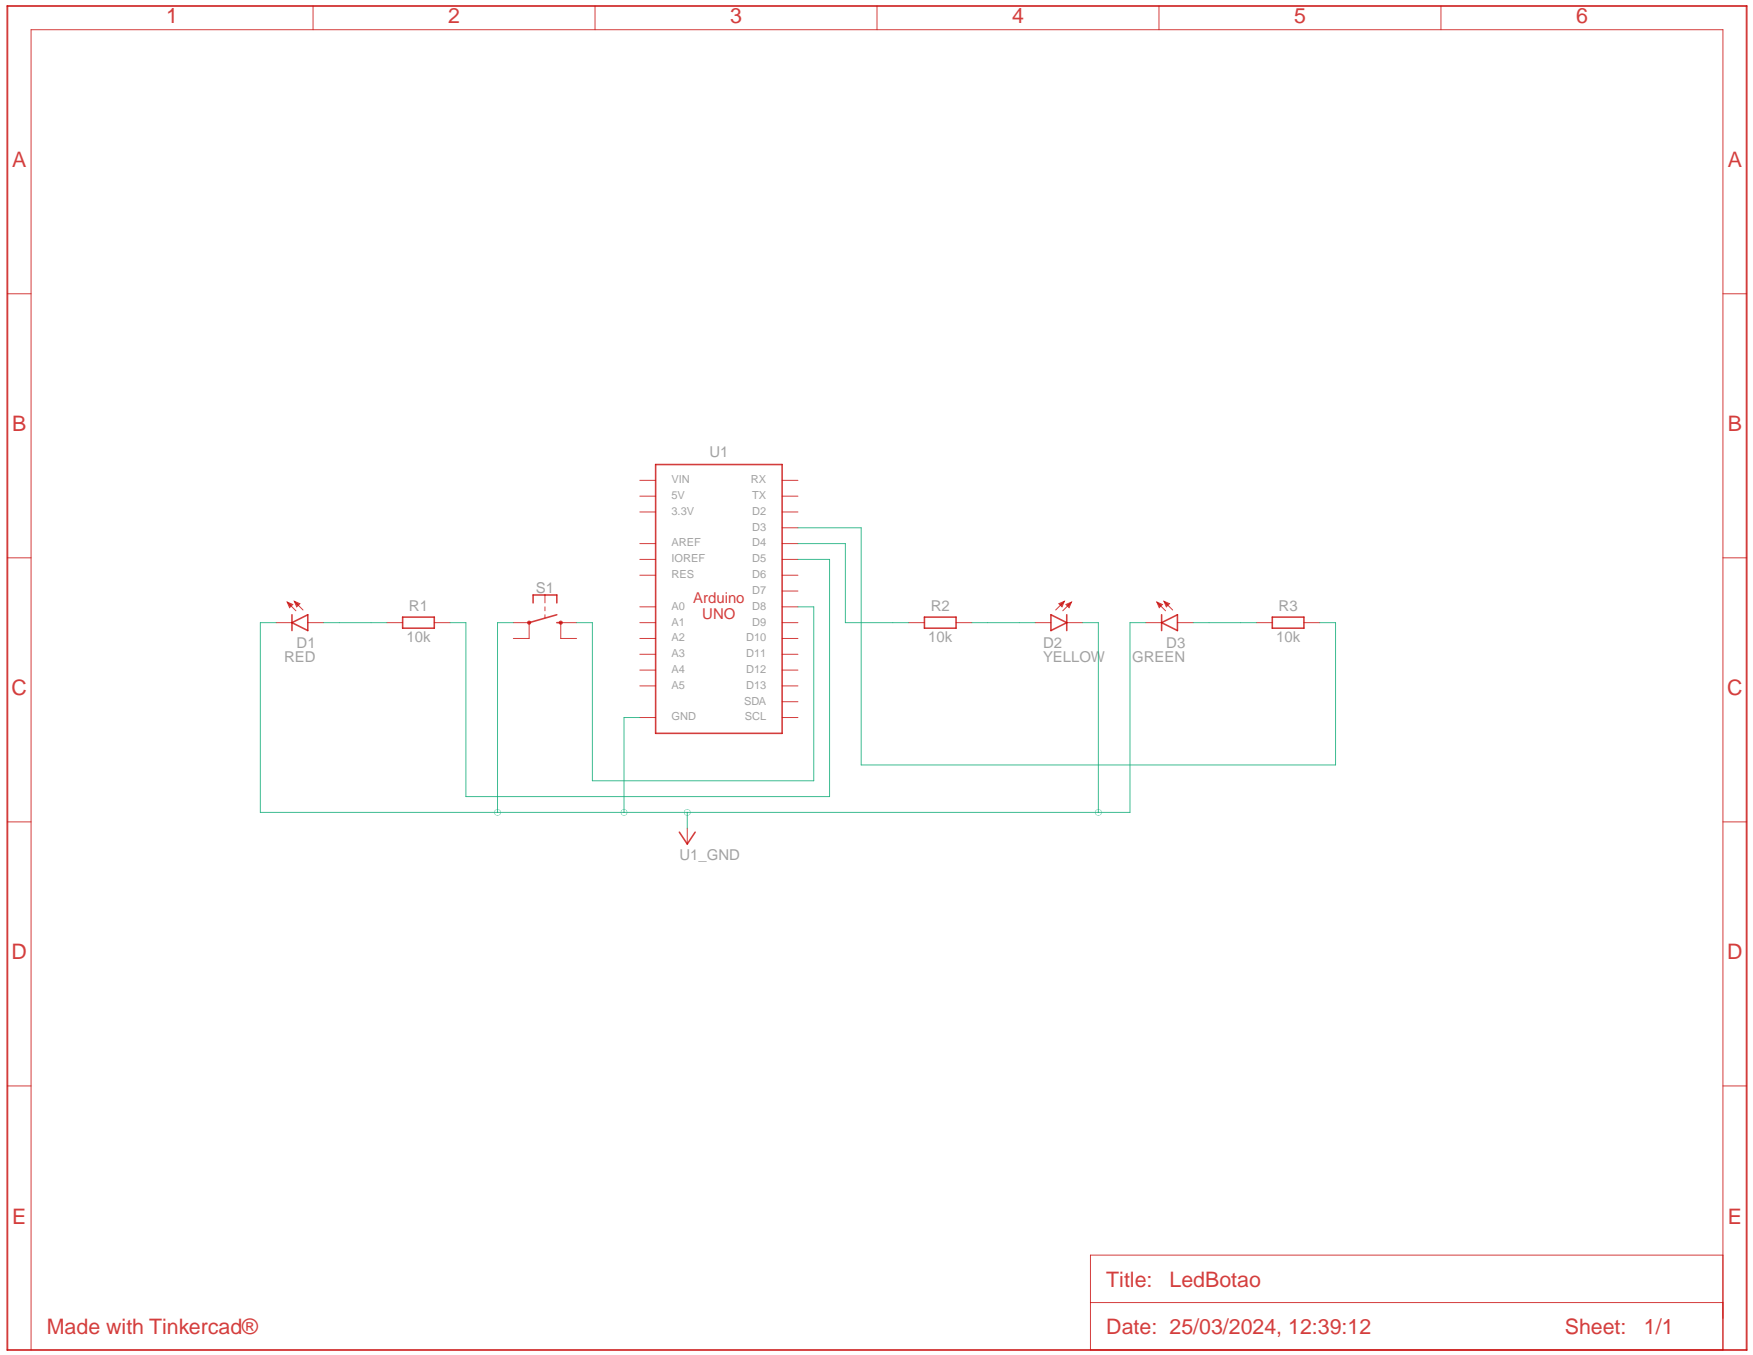 1 2 3 4 5 6
A A
B B
C C
D D
E E
U1
VIN RX
5V TX
3.3V D2
D3
AREF D4
IOREF D5
RES D6
D7
Arduino
UNO
A0 D8
A1 D9
A2 D10
A3 D11
A4 D12
A5 D13
SDA
GND SCL
S1
R1
10k
D1
RED
R2
10k
D2
YELLOW
D3
GREEN
R3
10k
U1_GND
Title: LedBotao
Date: 25/03/2024, 12:39:12 Sheet: 1/1
Made with Tinkercad®